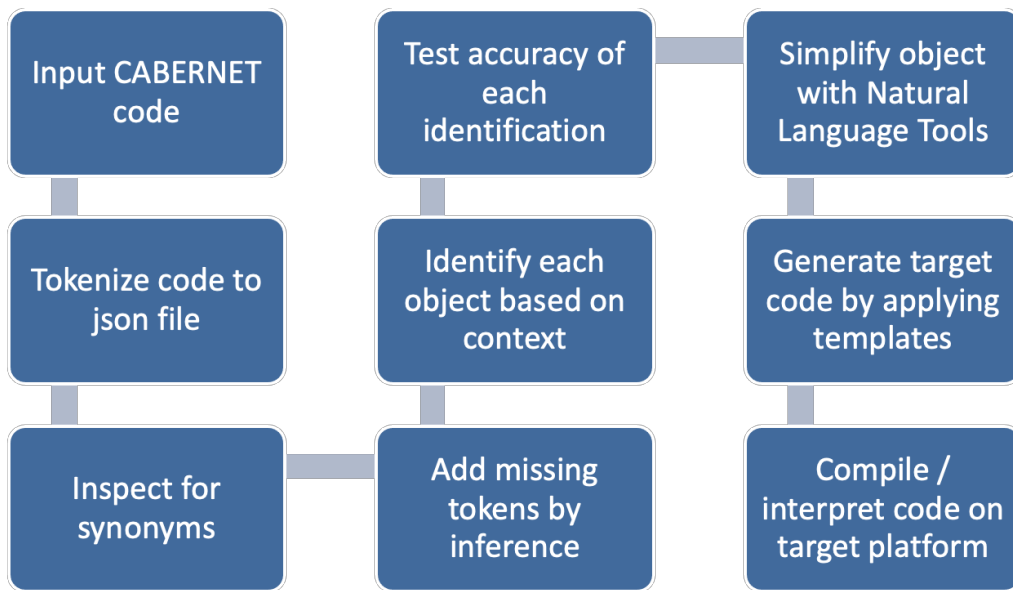 Input CABERNET
code
Tokenize code to
json file
Inspect for
synonyms
Add missing
tokens by
inference
Identify each
object based on
context
Test accuracy of
each
identification
Simplify object
with Natural
Language Tools
Generate target
code by applying
templates
Compile /
interpret code on
target platform